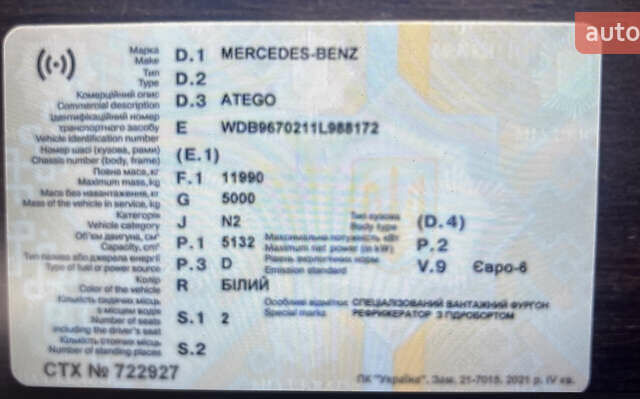 auto
Марка
Make D.1 MERCEDES-BENZ
Тип
Type D.2
Комерційний опис
Commercial description D.3 ATEGO
Ідентифікаційний номер
транспортного засобу E WDB9670211L988172
Vehicle identification number
Номер шасі (кузова, рами) (E.1)
Chassis number (body, frame)
Повна маса, кг F.1 11990
Maximum mass, kg
Маса без навантаження, кг G 5000
Mass of the vehicle in service, kg
Категорія J N2 Тип кузова (D.4)
Vehicle category Body type
Об'єм двигуна, см³ P.1 5132 Максимальна потужність, кВт P.2
Capacity, cm³ Maximum net power (in kW)
Тип палива або джерела енергії P.3 D Рівень екологічних норм V.9 Євро-6
Type of fuel or power source Emission standard
Колір R БІЛИЙ
Color of the vehicle
Кількість сидячих місць Особливі відмітки СПЕЦІАЛІЗОВАНИЙ ВАНТАЖНИЙ ФУРГОН
з місцем водія S.1 2 Special marks РЕФРИЖЕРАТОР З ГІДРОБОРТОМ
Number of seats
including the driver's seat
Кількість стоячих місць S.2
Number of standing places
СТХ № 722927
ПК "Україна". Зам. 21-7015. 2021 р. IV кв.